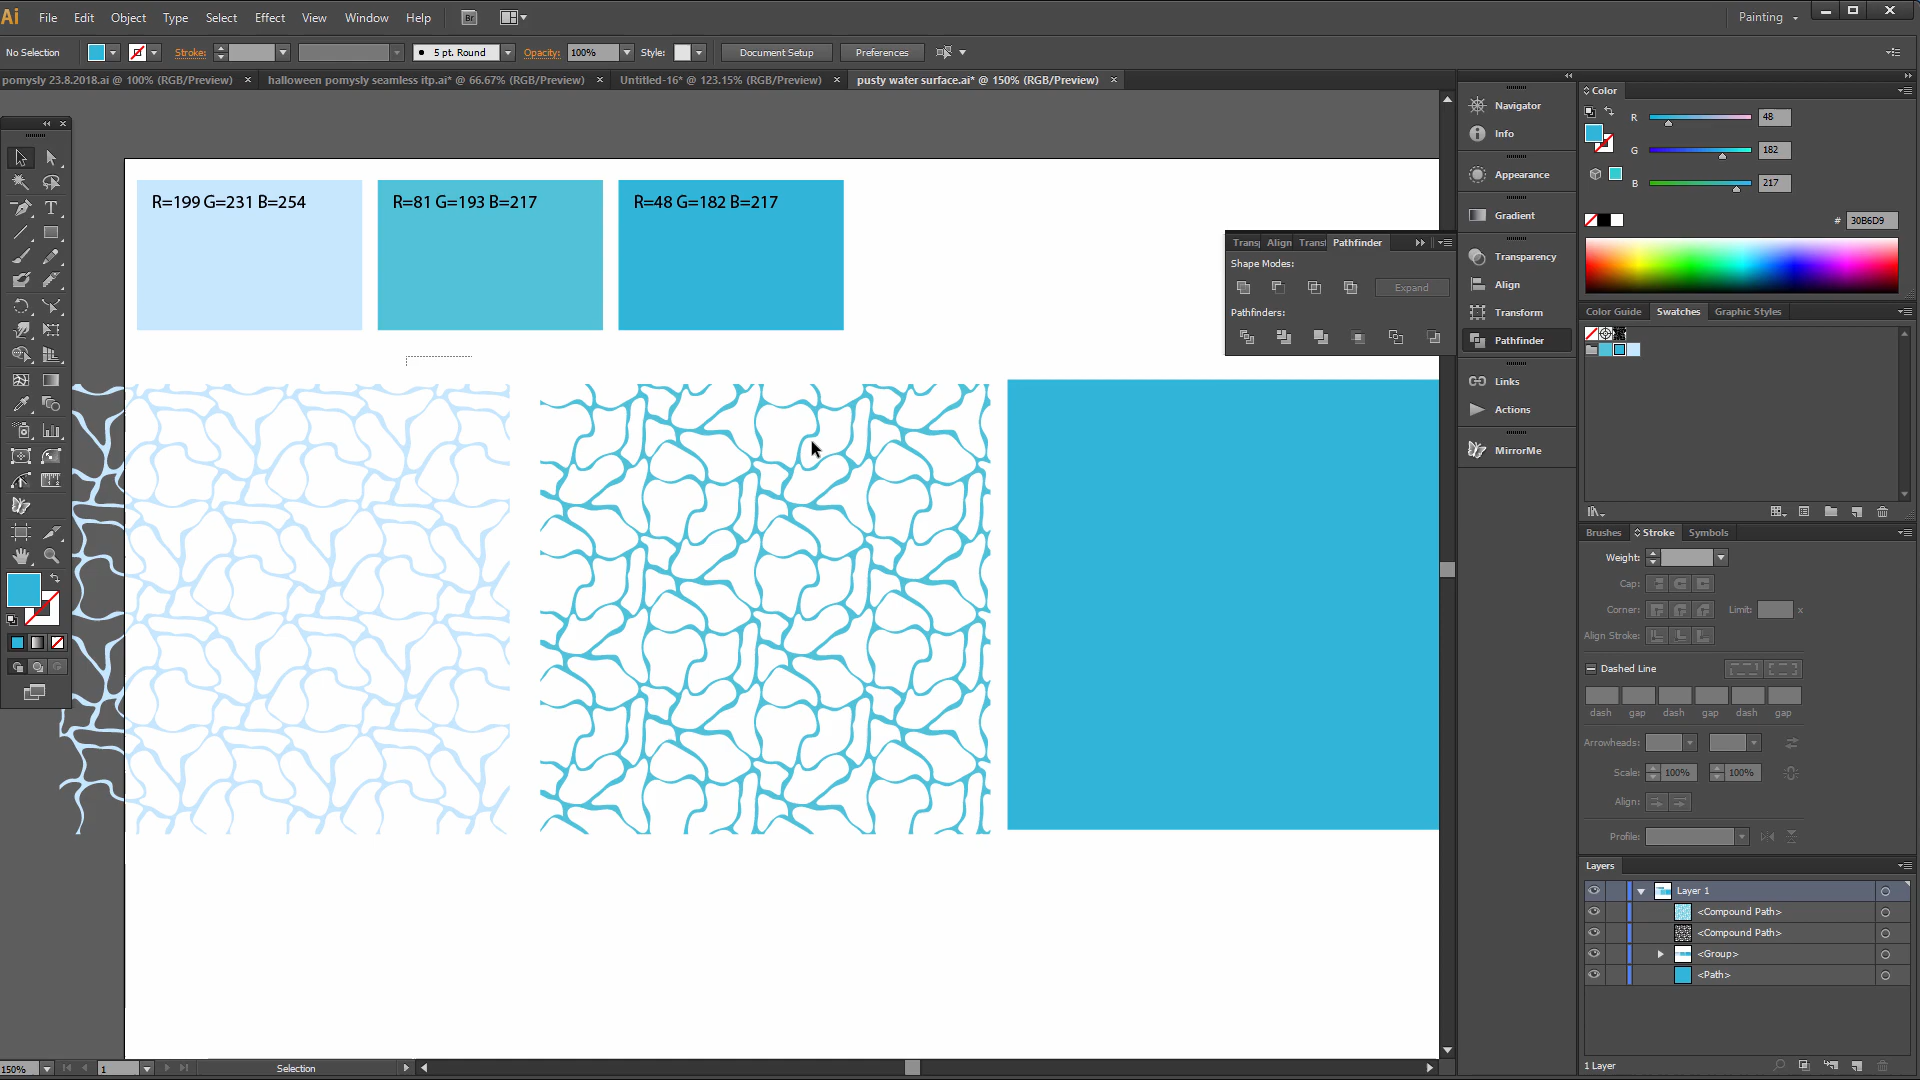 Ai File Edit Object Type Select Effect View Window Help Br Painting
No Selection Stroke: 5 pt. Round Opacity: 100% Style: Document Setup Preferences
pomysly 23.8.2018.ai @ 100% (RGB/Preview) halloween pomysly seamless itp.ai* @ 66.67% (RGB/Preview) Untitled-16* @ 123.15% (RGB/Preview) pusty water surface.ai* @ 150% (RGB/Preview)
R=199 G=231 B=254
R=81 G=193 B=217
R=48 G=182 B=217
Align Pathfinder
Shape Modes:
Expand
Pathfinders:
Navigator
Info
Appearance
Gradient
Transparency
Align
Transform
Pathfinder
Links
Actions
MirrorMe
Color
R 48
G 182
B 217
# 30B6D9
Color Guide Swatches Graphic Styles
Brushes Stroke Symbols
Weight:
Cap:
Corner: Limit: x
Align Stroke:
Dashed Line
dash gap dash gap dash gap
Arrowheads:
Scale: 100% 100%
Align:
Profile:
Layers
Layer 1
<Compound Path>
<Compound Path>
<Group>
<Path>
1 Layer
150% 1 Selection